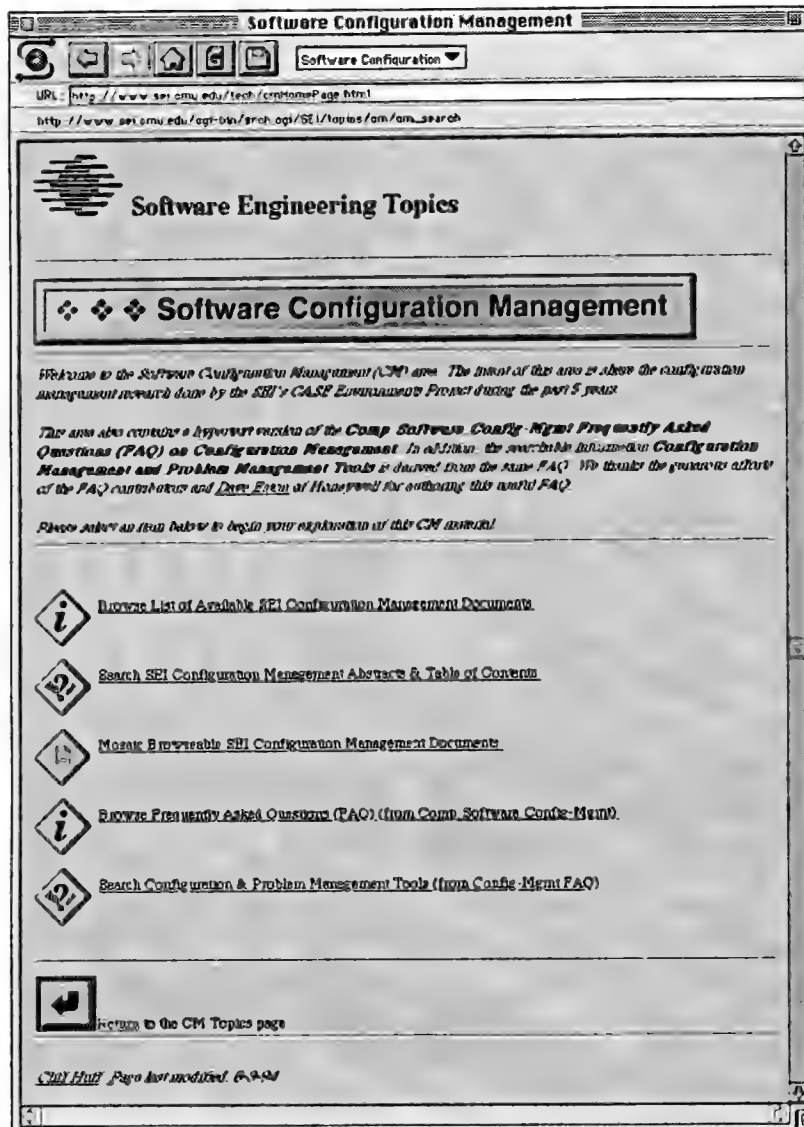 Software Configuration Management
Software Configuration
URL: http://www.sei.cmu.edu/tech/cmHomePage.html
http://www.sei.cmu.edu/cgi-bin/srch.cgi/SEI/topics/cm/cm_search
Software Engineering Topics
Software Configuration Management
Welcome to the Software Configuration Management (CM) area. The intent of this area is share the configuration
management research done by the SEI's CASE Environments Project during the past 5 years.
This area also contains a hypertext version of the Comp.Software.Config-Mgmt Frequently Asked
Questions (FAQ) on Configuration Management. In addition, the searchable information Configuration
Management and Problem Management Tools is derived from the same FAQ. We thanks the generous efforts
of the FAQ contributors and Dave Eaton of Honeywell for authoring this useful FAQ.
Please select an item below to begin your exploration of this CM material
Browse List of Available SEI Configuration Management Documents
Search SEI Configuration Management Abstracts & Table of Contents
Mosaic Browseable SEI Configuration Management Documents
Browse Frequently Asked Questions (FAQ) (from Comp.Software.Config-Mgmt)
Search Configuration & Problem Management Tools (from Config-Mgmt FAQ)
Return to the CM Topics page
Cliff Huff Page last modified: 6-9-94